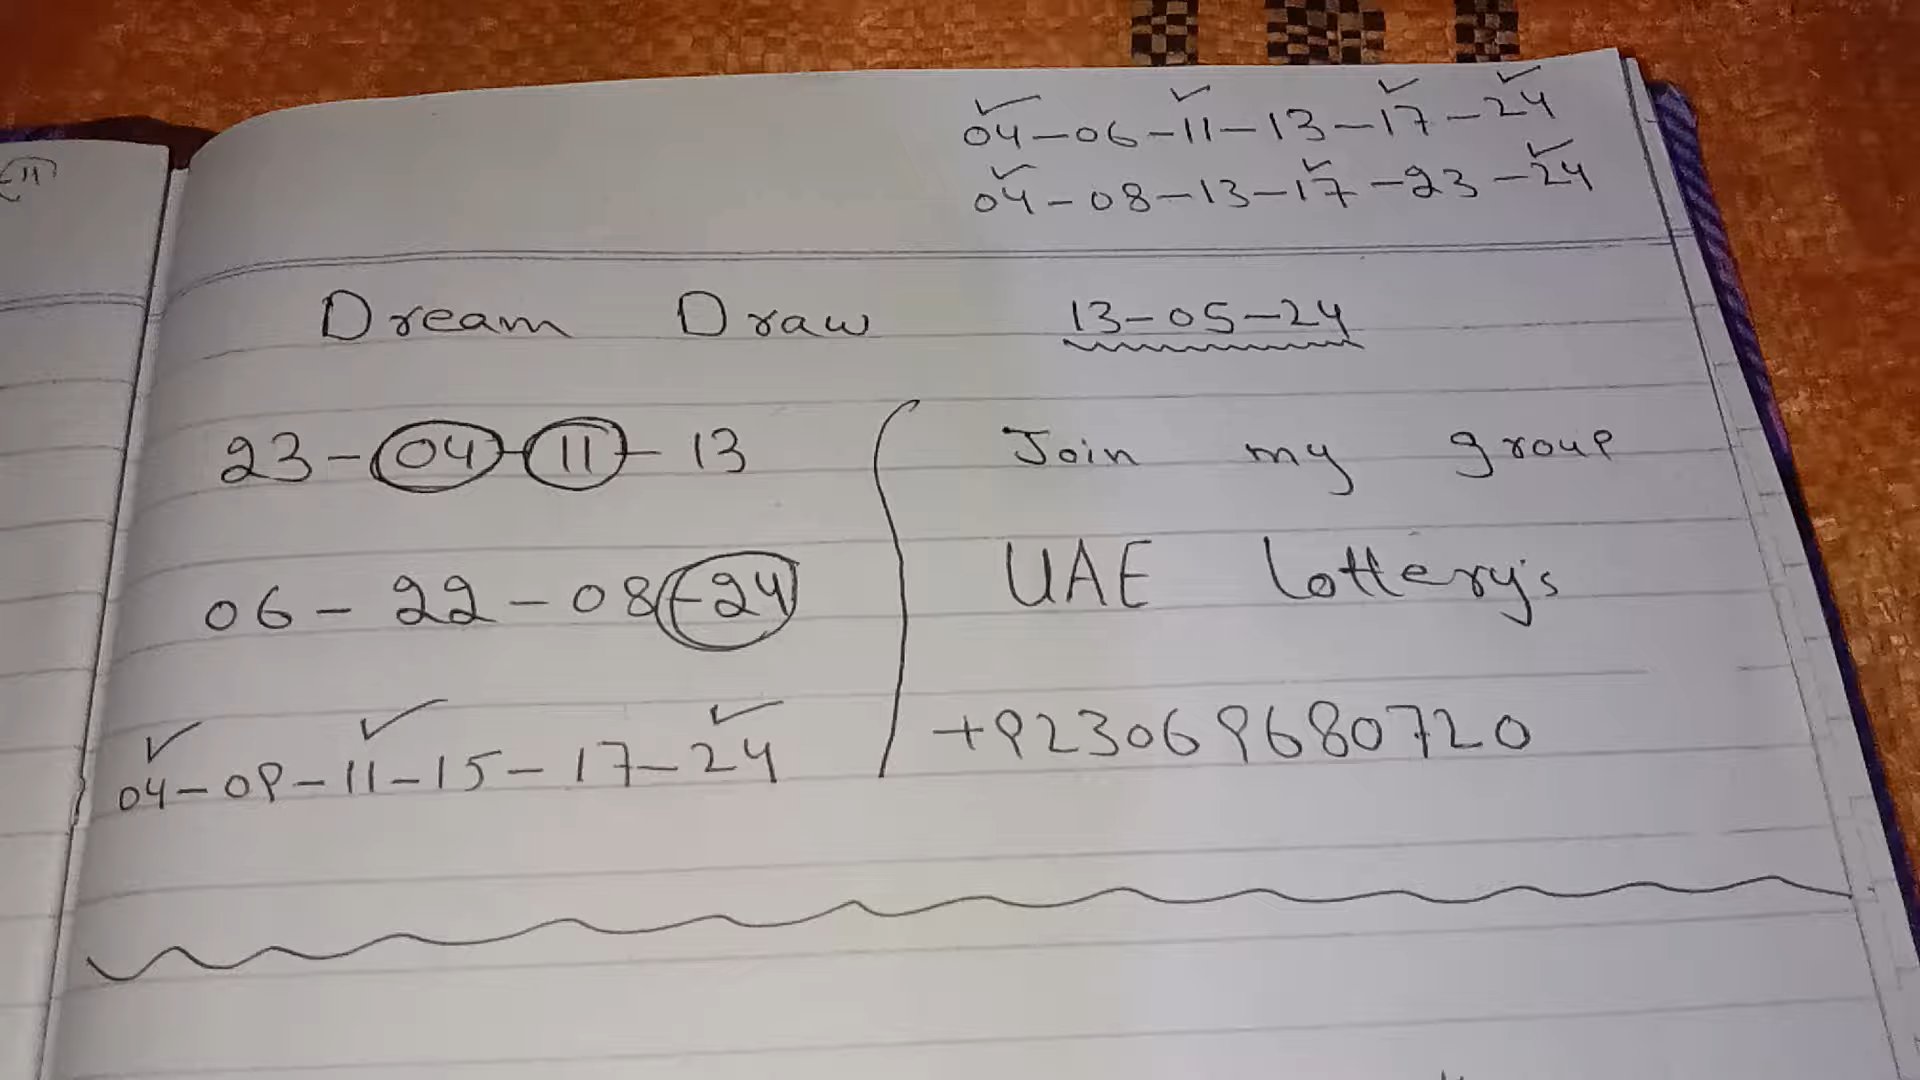 04-06-11-13-17-24
04-08-13-17-23-24
(11)
Dream Draw 13-05-24
23-04-11-13
06-22-08-24
04-09-11-15-17-24
Join my group
UAE lottery's
+923069680720